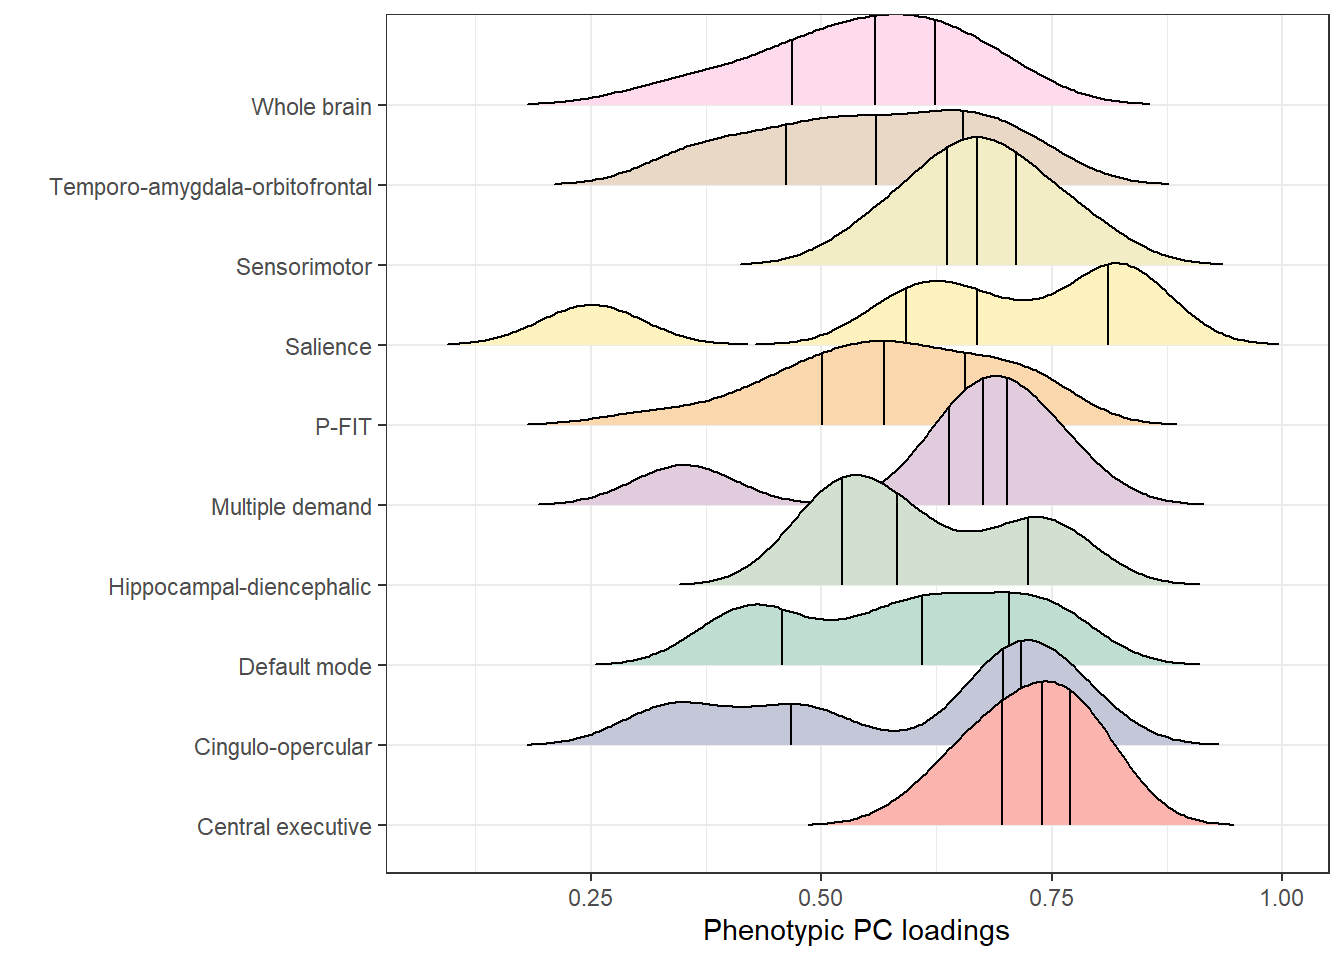 Whole brain
Temporo-amygdala-orbitofrontal
Sensorimotor
Salience
P-FIT
Multiple demand
Hippocampal-diencephalic
Default mode
Cingulo-opercular
Central executive
0.25 0.50 0.75 1.00
Phenotypic PC loadings